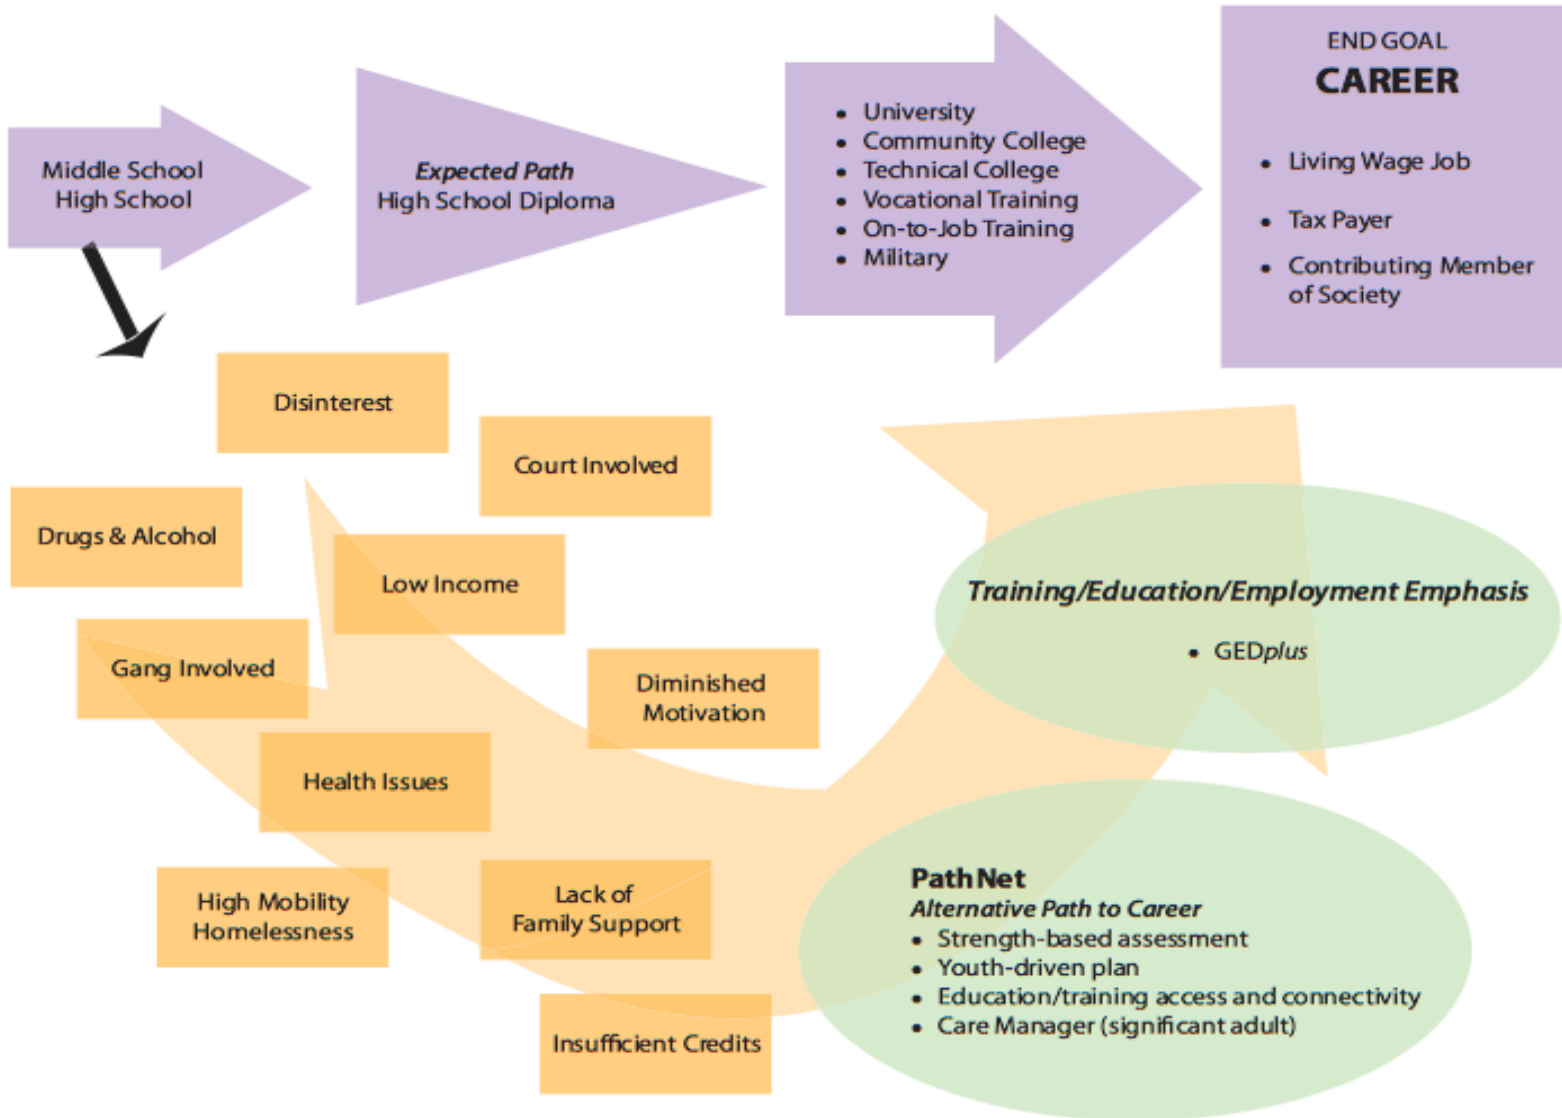 Middle School
High School
Expected Path
High School Diploma
• University
• Community College
• Technical College
• Vocational Training
• On-to-Job Training
• Military
END GOAL
CAREER
• Living Wage Job
• Tax Payer
• Contributing Member
of Society
Disinterest
Court Involved
Drugs & Alcohol
Low Income
Gang Involved
Diminished
Motivation
Health Issues
High Mobility
Homelessness
Lack of
Family Support
Insufficient Credits
Training/Education/Employment Emphasis
• GEDplus
PathNet
Alternative Path to Career
• Strength-based assessment
• Youth-driven plan
• Education/training access and connectivity
• Care Manager (significant adult)